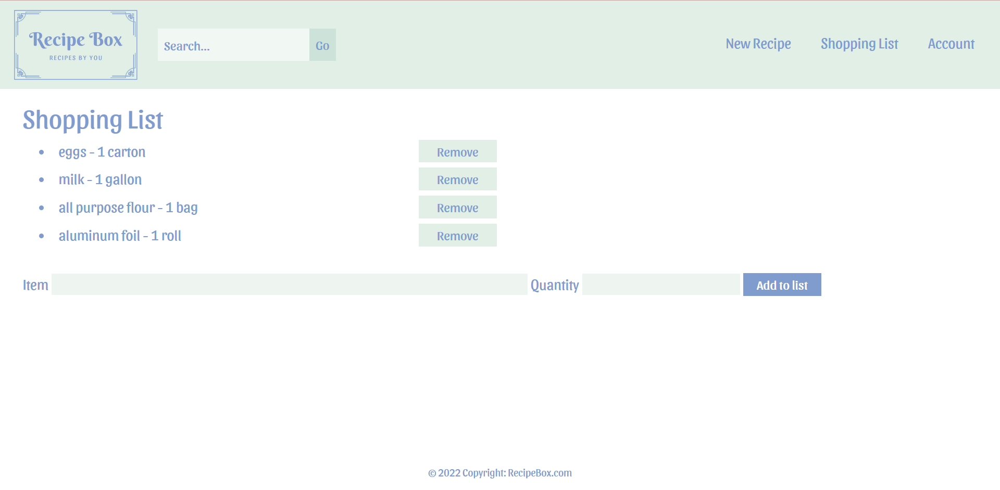 Recipe Box
RECIPES BY YOU
Search...
Go
New Recipe
Shopping List
Account
Shopping List
eggs - 1 carton
Remove
milk - 1 gallon
Remove
all purpose flour - 1 bag
Remove
aluminum foil - 1 roll
Remove
Item
Quantity
Add to list
© 2022 Copyright: RecipeBox.com